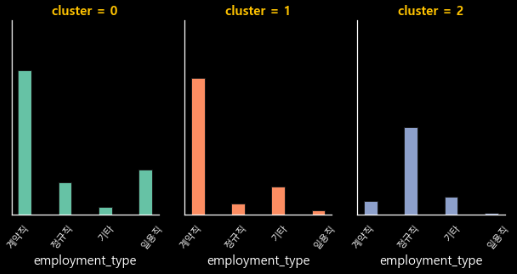 cluster = 0 cluster = 1 cluster = 2
계약직 정규직 기타 일용직 계약직 정규직 기타 일용직 계약직 정규직 기타 일용직
employment_type employment_type employment_type